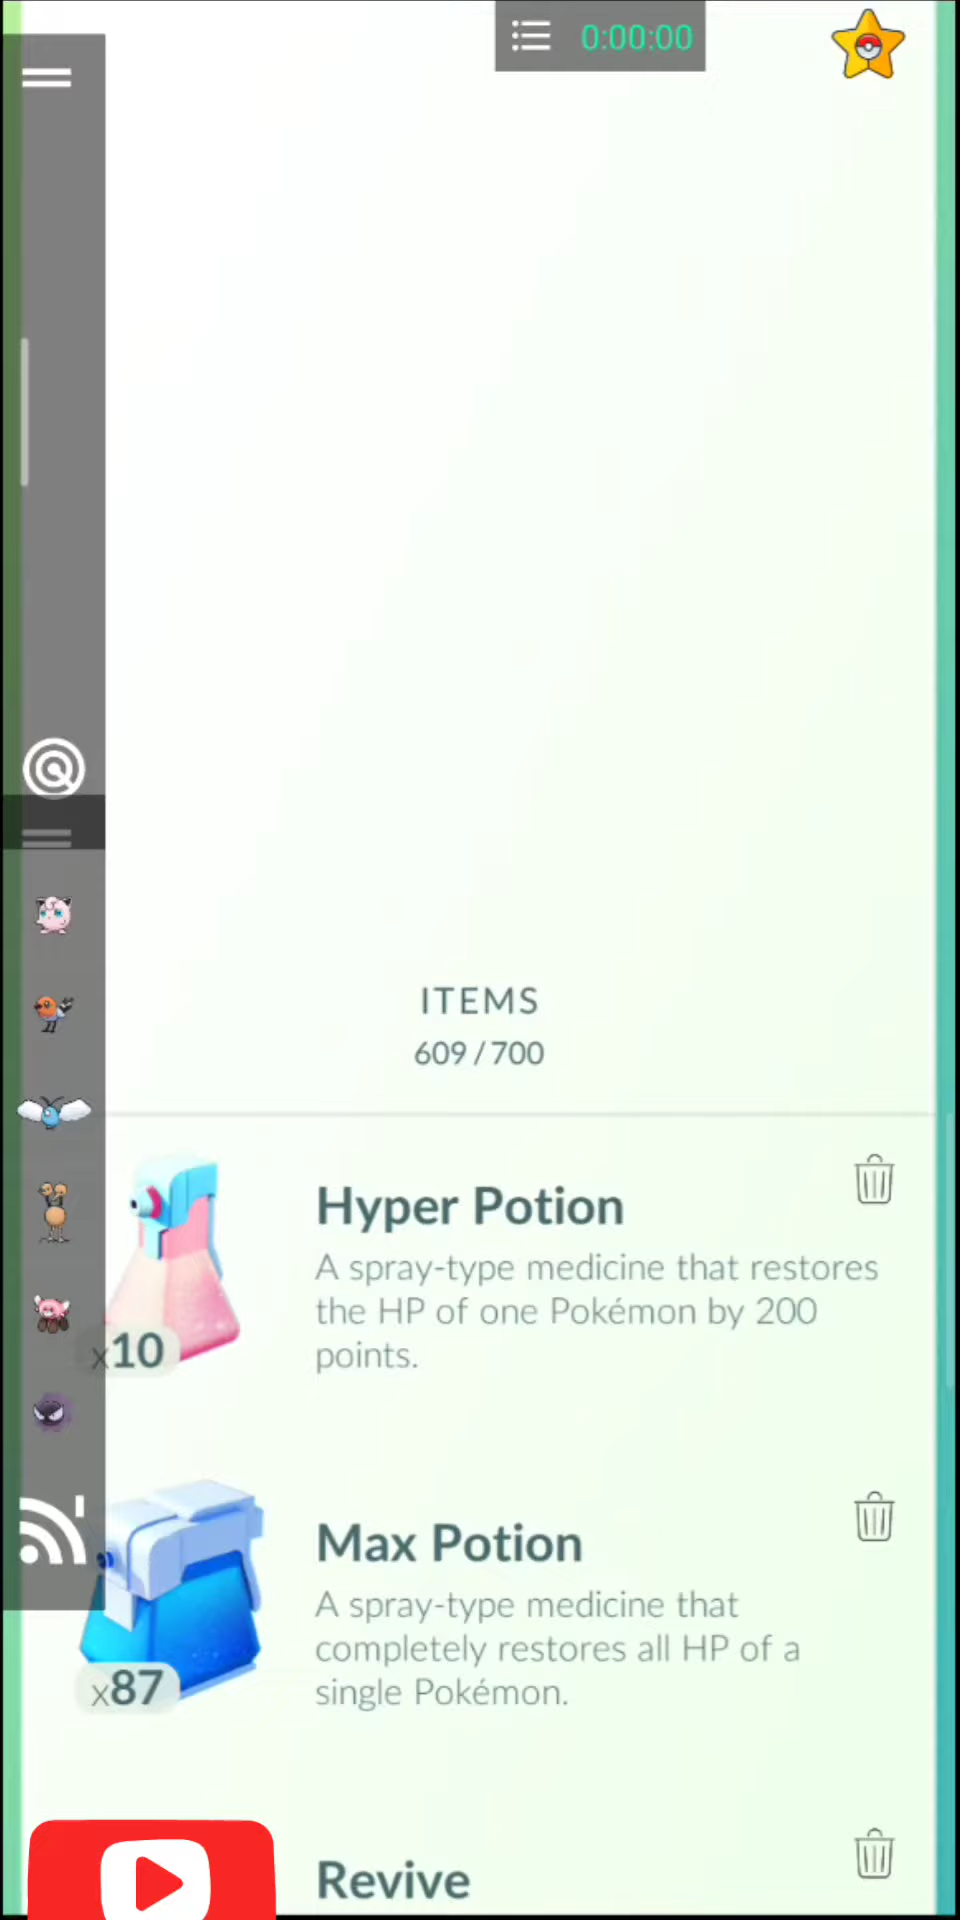 0:00:00
ITEMS
609/700
Hyper Potion
A spray-type medicine that restores
the HP of one Pokémon by 200
points.
x10
Max Potion
A spray-type medicine that
completely restores all HP of a
single Pokémon.
x87
Revive